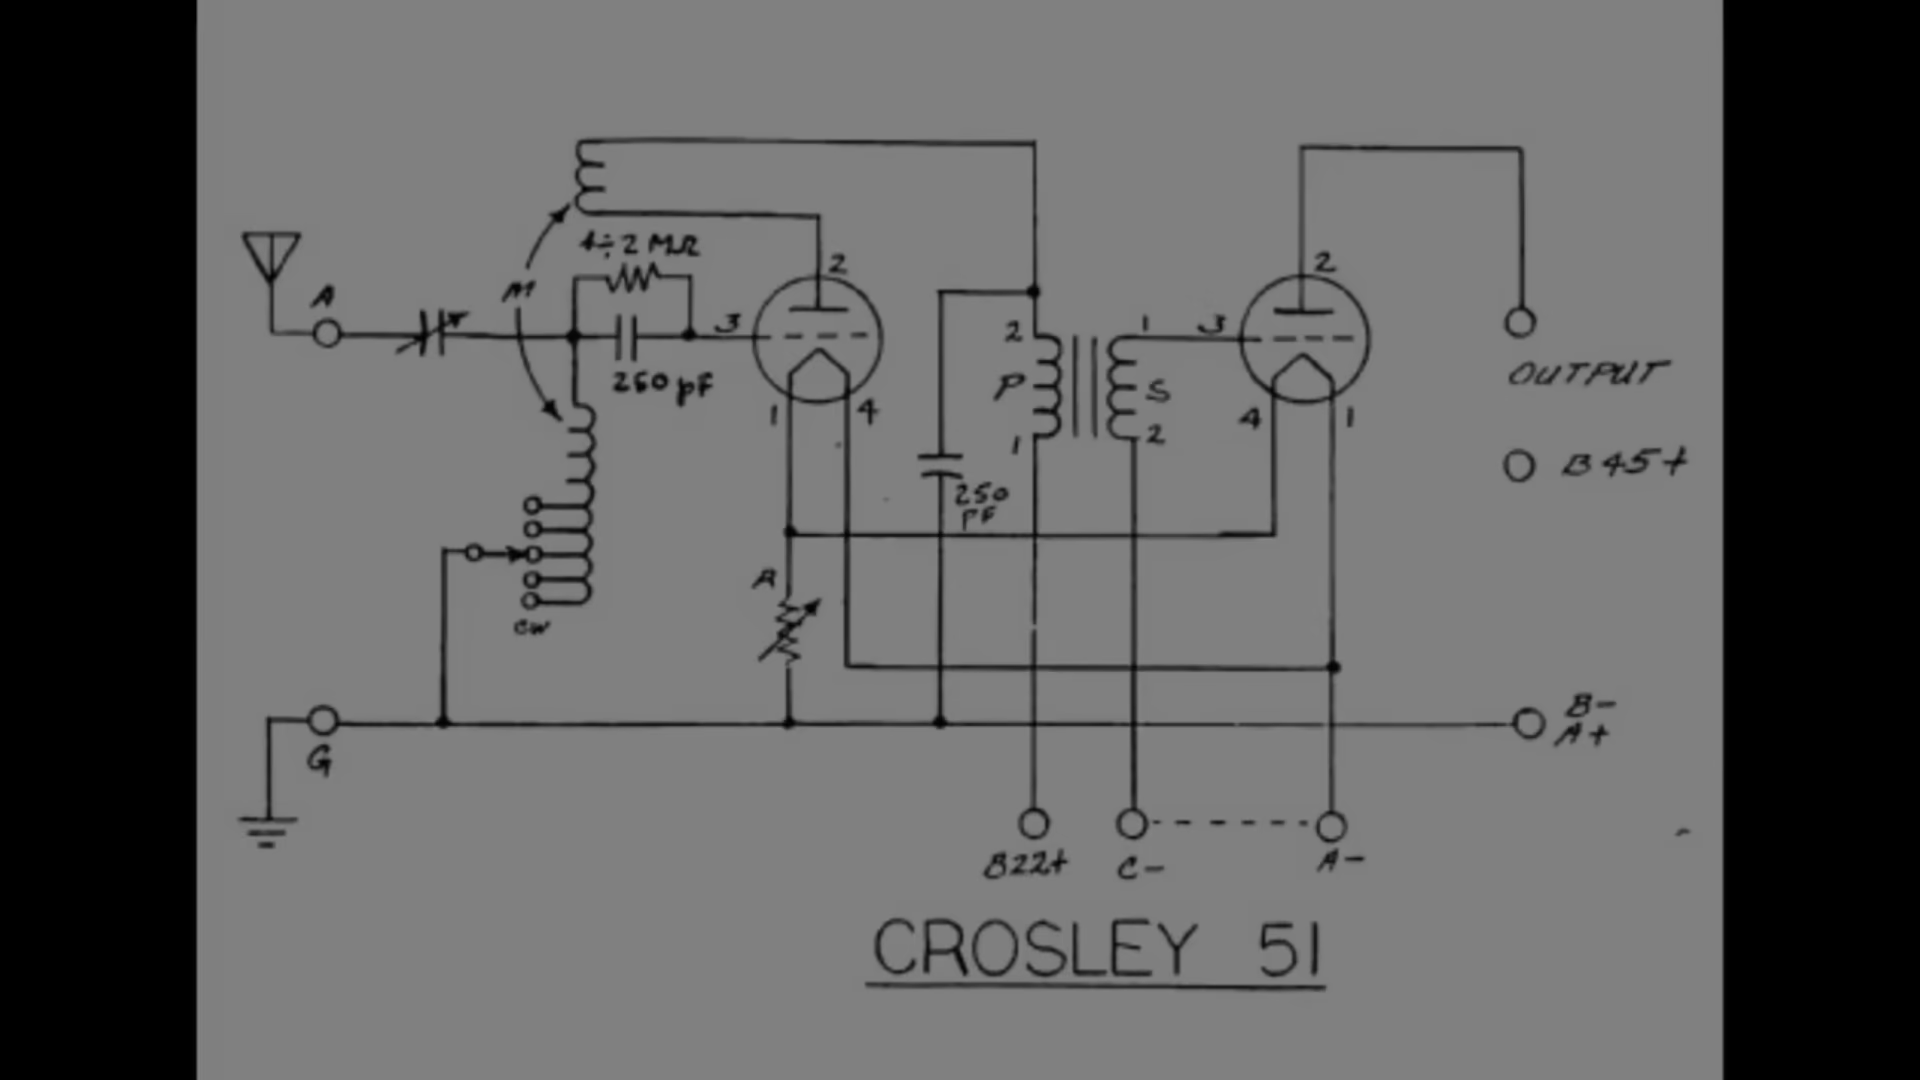 A
M
1÷2 MΩ
250 pF
3
2
1
4
CW
R
G
250
PF
2
P
1
1
S
2
3
2
4
1
OUTPUT
B45+
B-
A+
B22+
C-
A-
CROSLEY 51